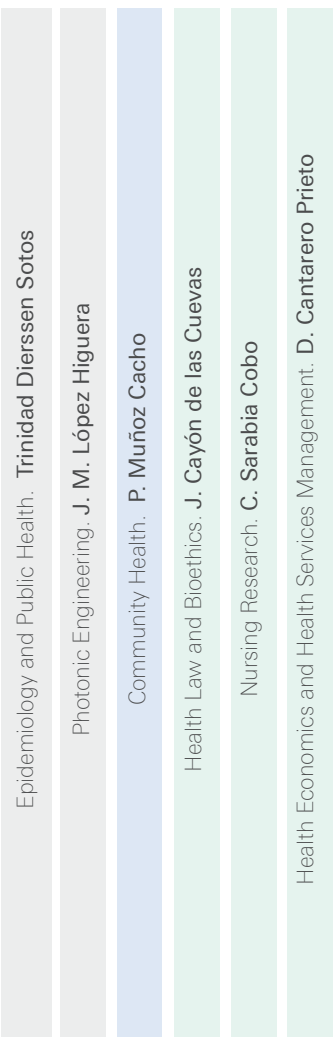 Epidemiology and Public Health. Trinidad Dierssen Sotos
Photonic Engineering. J. M. López Higuera
Community Health. P. Muñoz Cacho
Health Law and Bioethics. J. Cayón de las Cuevas
Nursing Research. C. Sarabia Cobo
Health Economics and Health Services Management. D. Cantarero Prieto